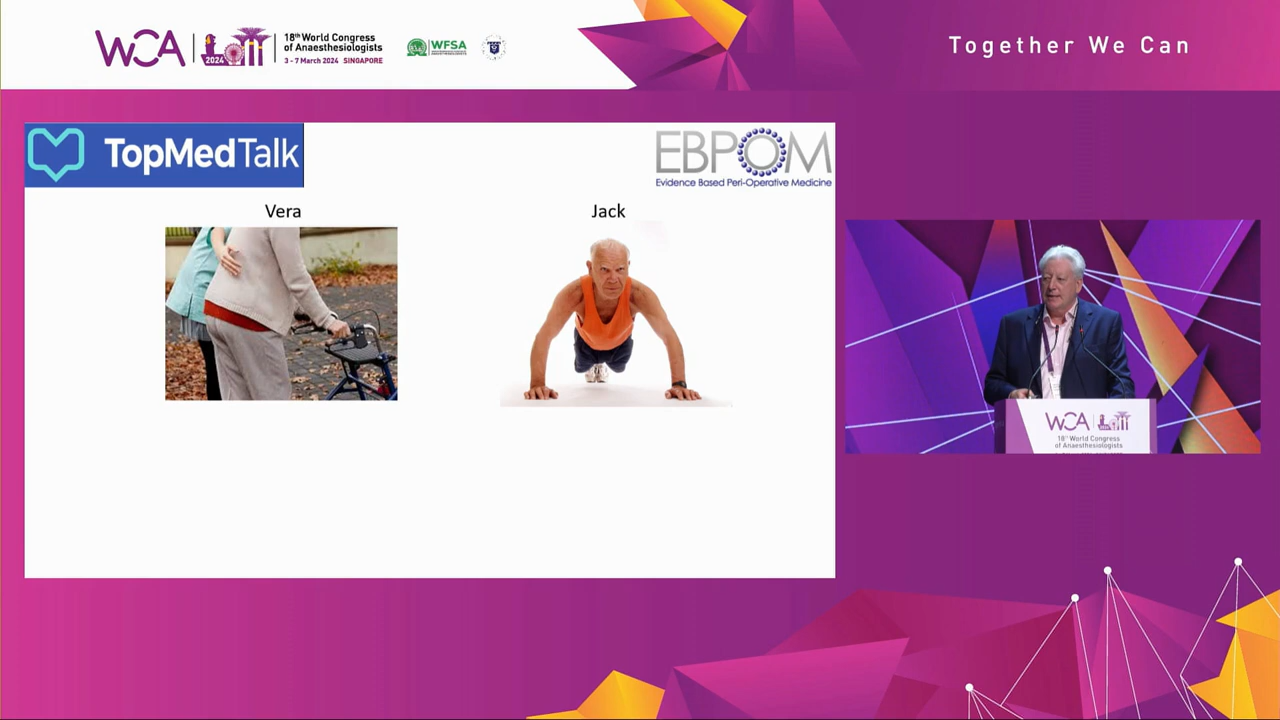 WCA
2024
18th World Congress
of Anaesthesiologists
3 - 7 March 2024 SINGAPORE
WFSA
Together We Can
TopMedTalk
EBPOM
Evidence Based Peri-Operative Medicine
Vera
Jack
WCA
18th World Congress
of Anaesthesiologists